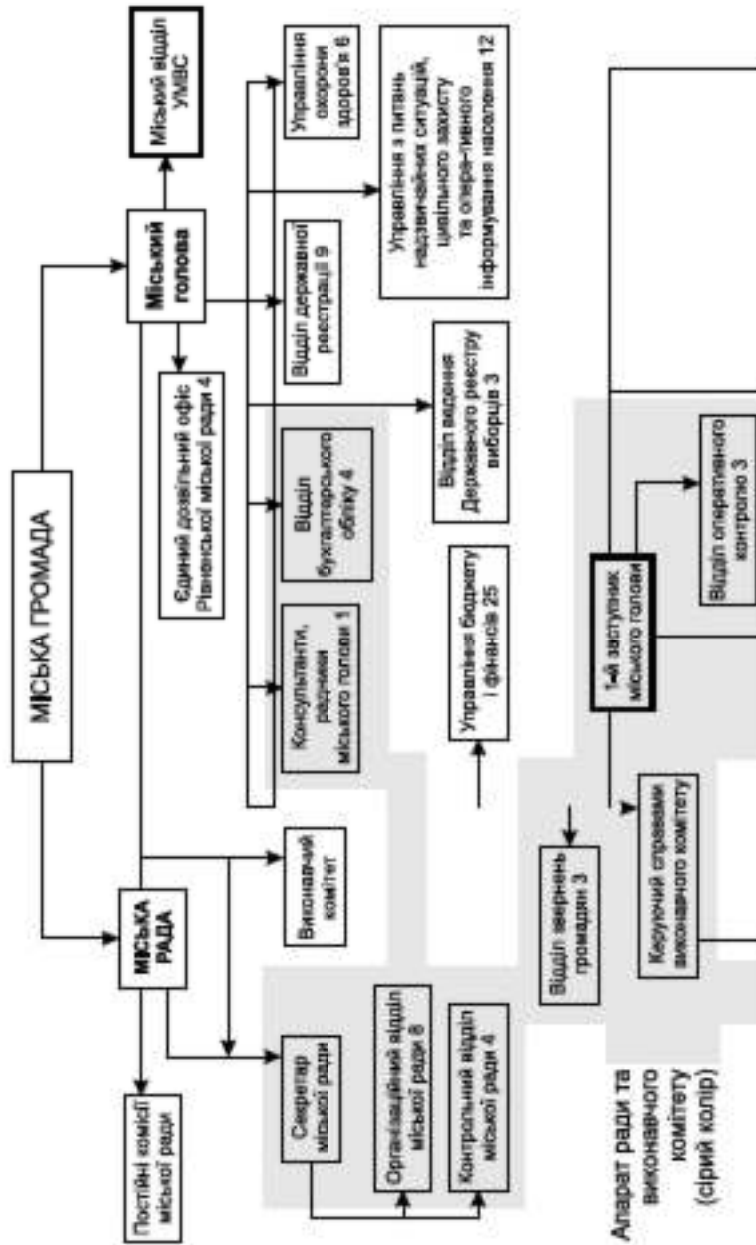 МІСЬКА ГРОМАДА
МІСЬКА
РАДА
Міський
голова
Міський відділ
УМВС
Постійні комісії
міської ради
Єдиний дозвільний офіс
Рівненської міської ради 4
Секретар
міської ради
Виконавчий
комітет
Консультанти,
радники
міського голови 1
Відділ
бухгалтерського
обліку 4
Відділ державної
реєстрації 9
Управління
охорони
здоров'я 6
Організаційний відділ
міської ради 8
Контрольний відділ
міської ради 4
Управління бюджету
і фінансів 25
Відділ ведення
Державного реєстру
виборців 3
Управління з питань
надзвичайних ситуацій,
цивільного захисту
та опера-тивного
інформування населення 12
Відділ звернень
громадян 3
1-й заступник
міського голови
Керуючий справами
виконавчого комітету
Відділ оперативного
контролю 3
Апарат ради та
виконавчого
комітету
(сірий колір)